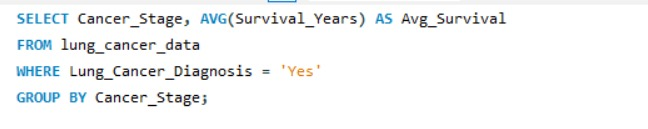 SELECT Cancer_Stage, AVG(Survival_Years) AS Avg_Survival
FROM lung_cancer_data
WHERE Lung_Cancer_Diagnosis = 'Yes'
GROUP BY Cancer_Stage;